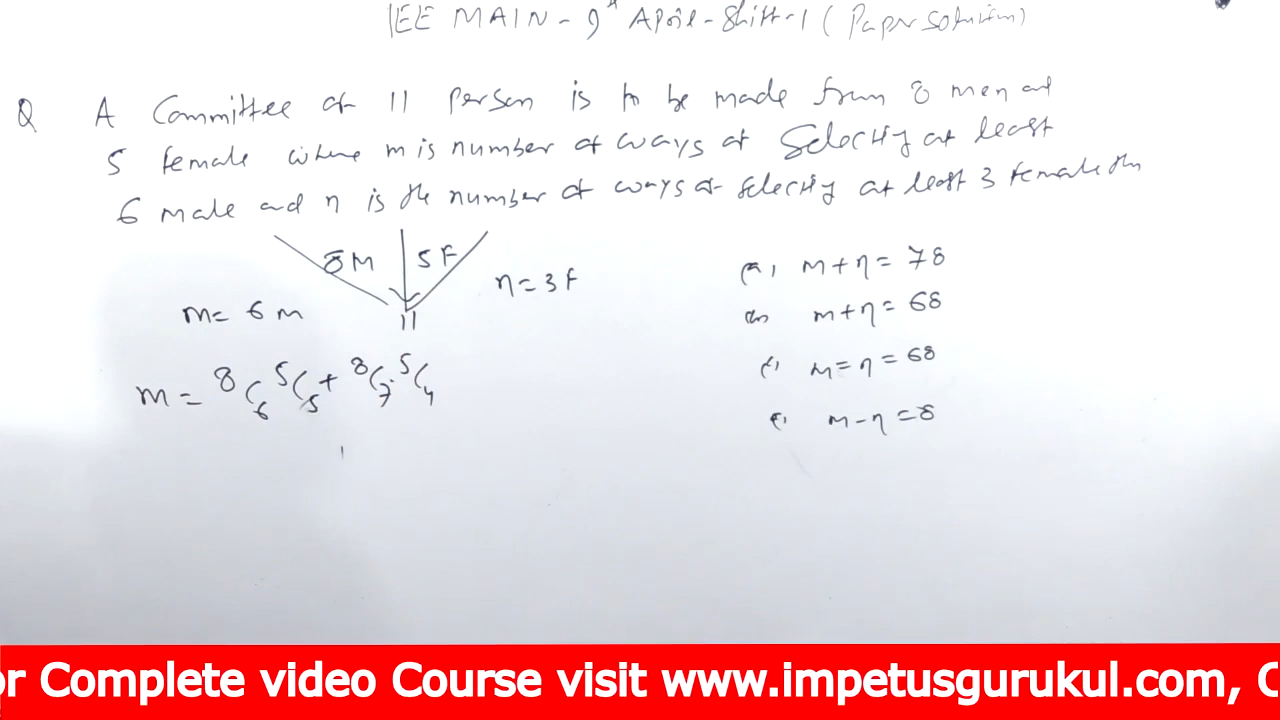 JEE MAIN - 9th April - Shift - 1 ( Paper Solution)
Q A Committee of 11 person is to be made from 8 men and
5 female where m is number of ways of Selecting at least
6 male and η is the number of ways of selecting at least 3 female then
8M 5F
η = 3 F
m = 6 m
11
m = ⁸C₆ ⁵C₅ + ⁸C₇ . ⁵C₄
m + η = 78
m + η = 68
m = η = 68
m - η = 8
or Complete video Course visit www.impetusgurukul.com, C